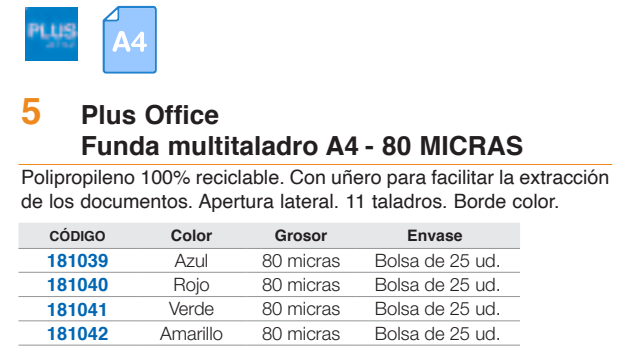 PLUS
A4
5 Plus Office
Funda multitaladro A4 - 80 MICRAS
Polipropileno 100% reciclable. Con uñero para facilitar la extracción
de los documentos. Apertura lateral. 11 taladros. Borde color.
CÓDIGO Color Grosor Envase
181039 Azul 80 micras Bolsa de 25 ud.
181040 Rojo 80 micras Bolsa de 25 ud.
181041 Verde 80 micras Bolsa de 25 ud.
181042 Amarillo 80 micras Bolsa de 25 ud.